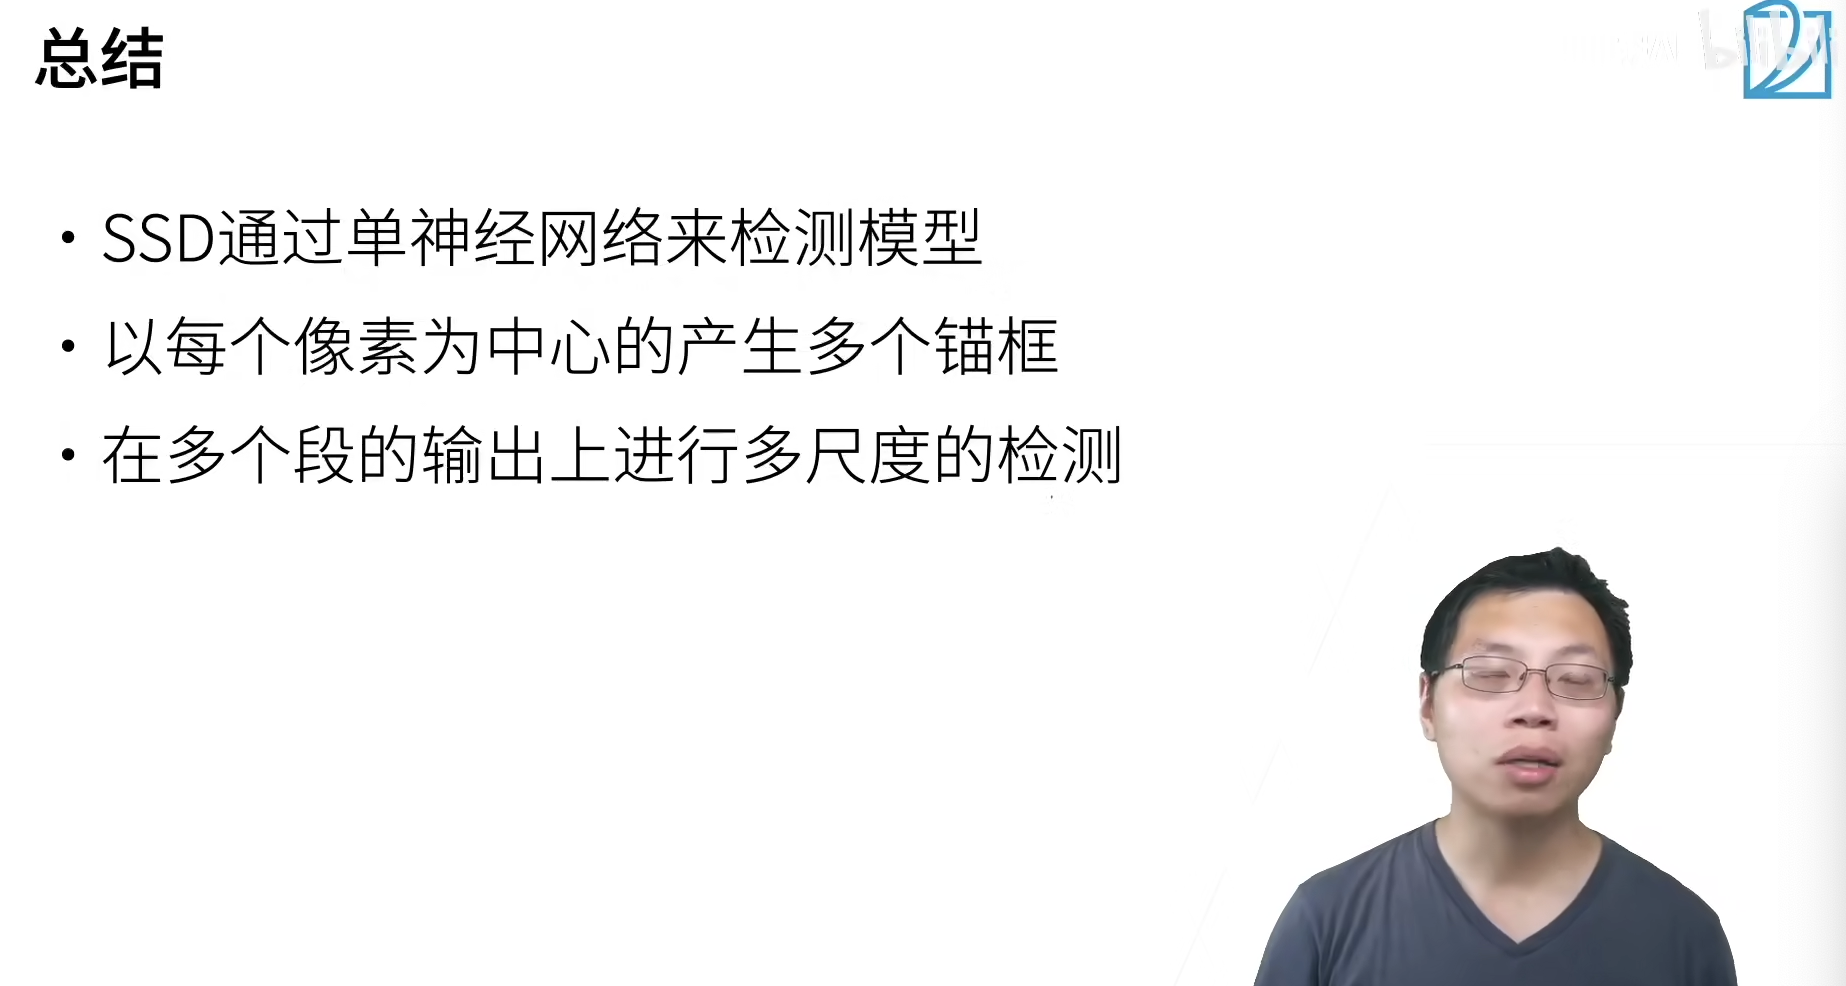 总结
bilibili
• SSD通过单神经网络来检测模型
• 以每个像素为中心的产生多个锚框
• 在多个段的输出上进行多尺度的检测